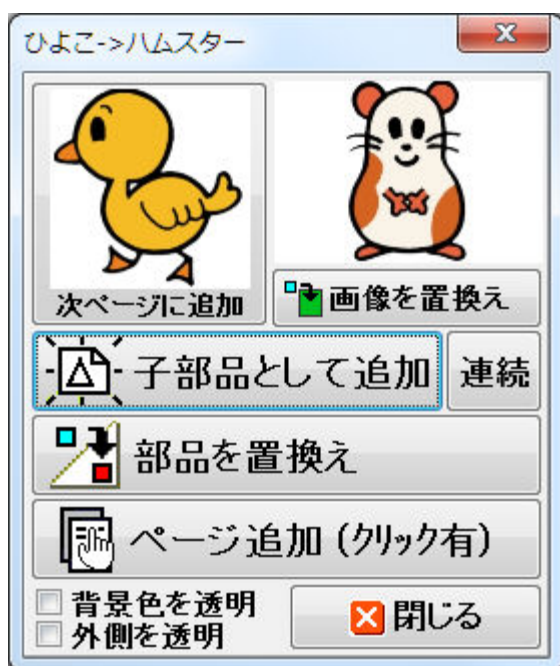 ひよこ->ハムスター
次ページに追加
画像を置換え
子部品として追加
連続
部品を置換え
ページ追加(クリック有)
背景色を透明
外側を透明
閉じる